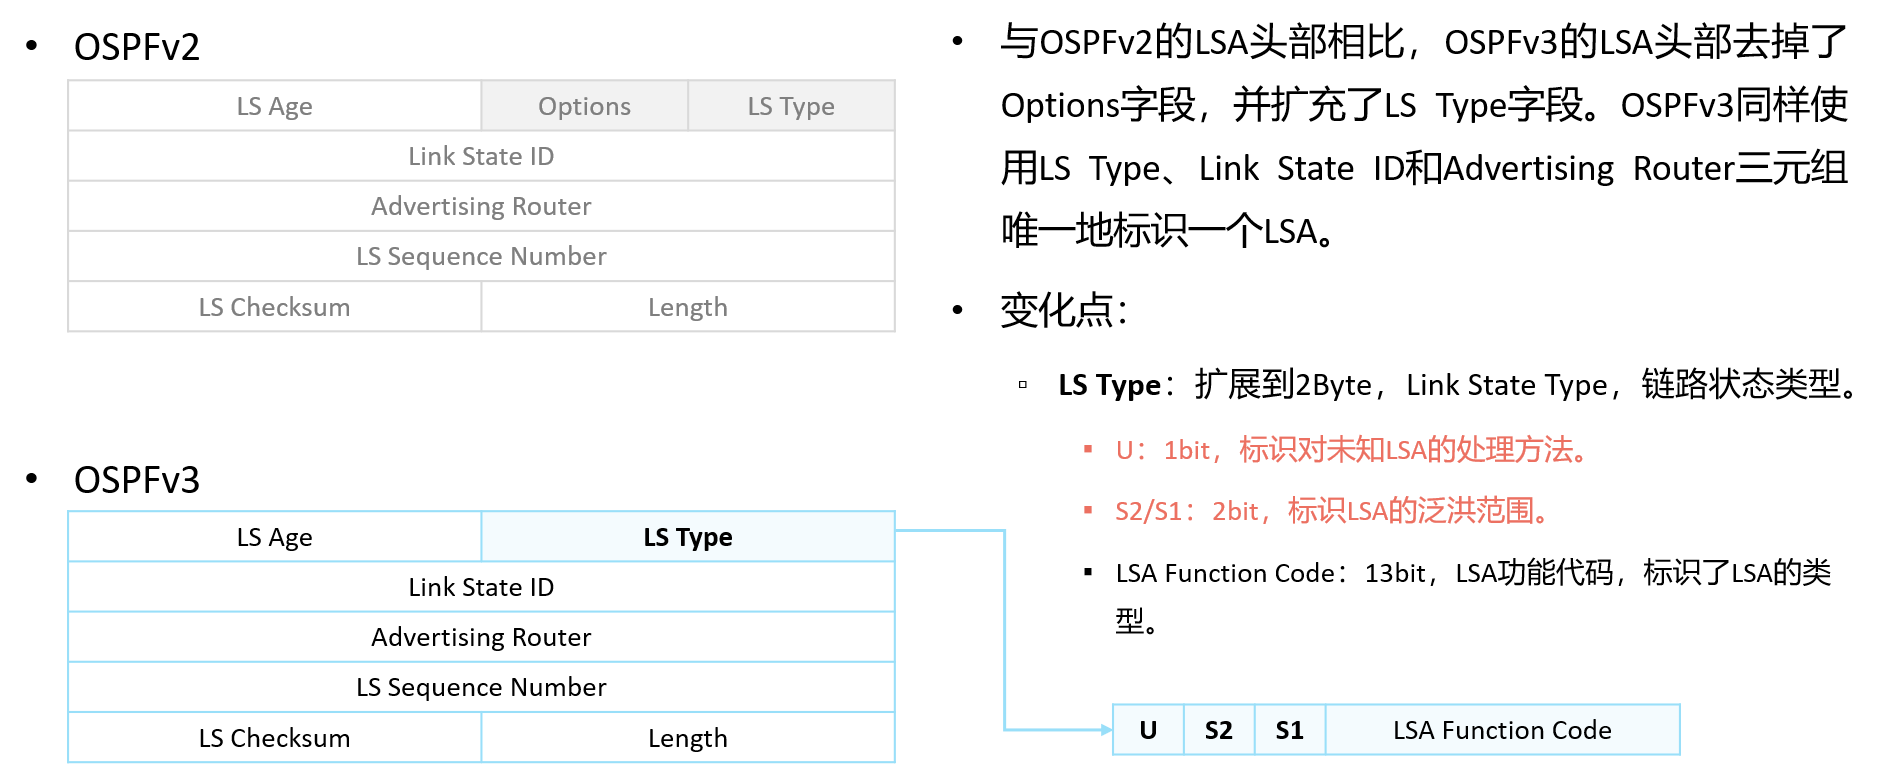 • OSPFv2
LS Age Options LS Type
Link State ID
Advertising Router
LS Sequence Number
LS Checksum Length
• OSPFv3
LS Age LS Type
Link State ID
Advertising Router
LS Sequence Number
LS Checksum Length
• 与OSPFv2的LSA头部相比，OSPFv3的LSA头部去掉了
Options字段，并扩充了LS Type字段。OSPFv3同样使
用LS Type、Link State ID和Advertising Router三元组
唯一地标识一个LSA。
• 变化点：
▫ LS Type：扩展到2Byte，Link State Type，链路状态类型。
▪ U：1bit，标识对未知LSA的处理方法。
▪ S2/S1：2bit，标识LSA的泛洪范围。
▪ LSA Function Code：13bit，LSA功能代码，标识了LSA的类
型。
U S2 S1 LSA Function Code